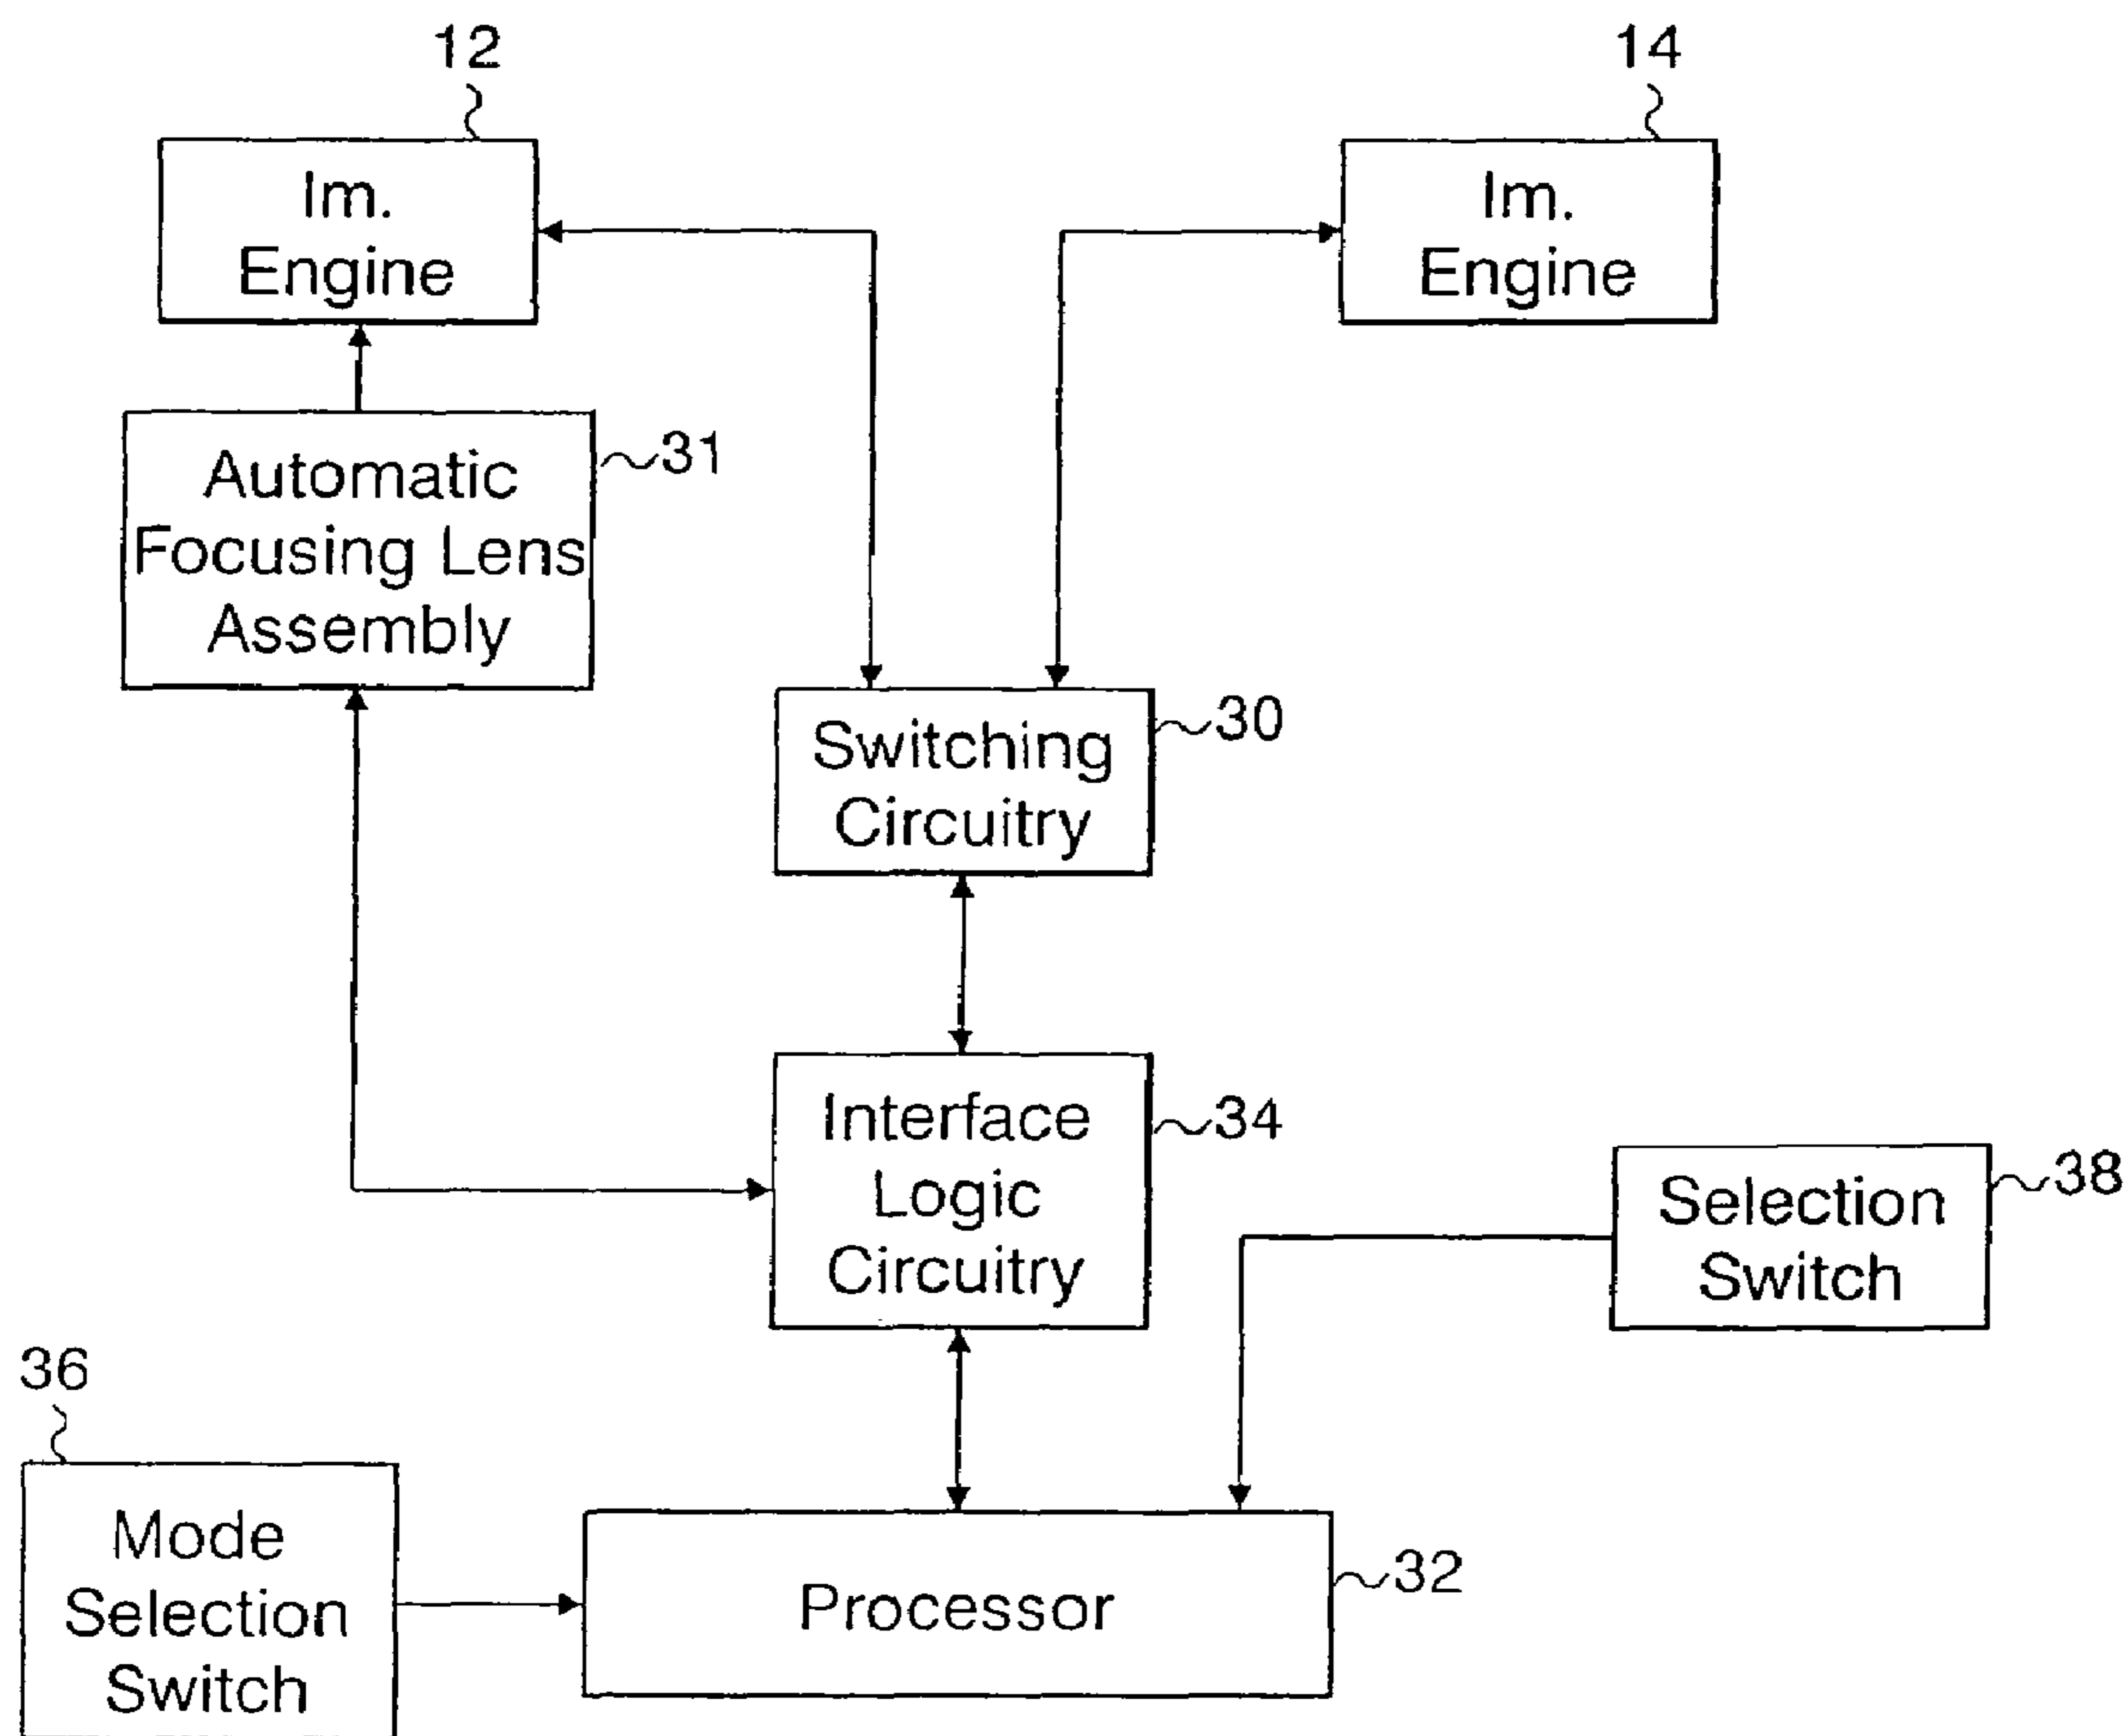 12
14
Im.
Engine
Im.
Engine
Automatic
Focusing Lens
Assembly
31
Switching
Circuitry
30
Interface
Logic
Circuitry
34
Selection
Switch
38
36
Mode
Selection
Switch
Processor
32